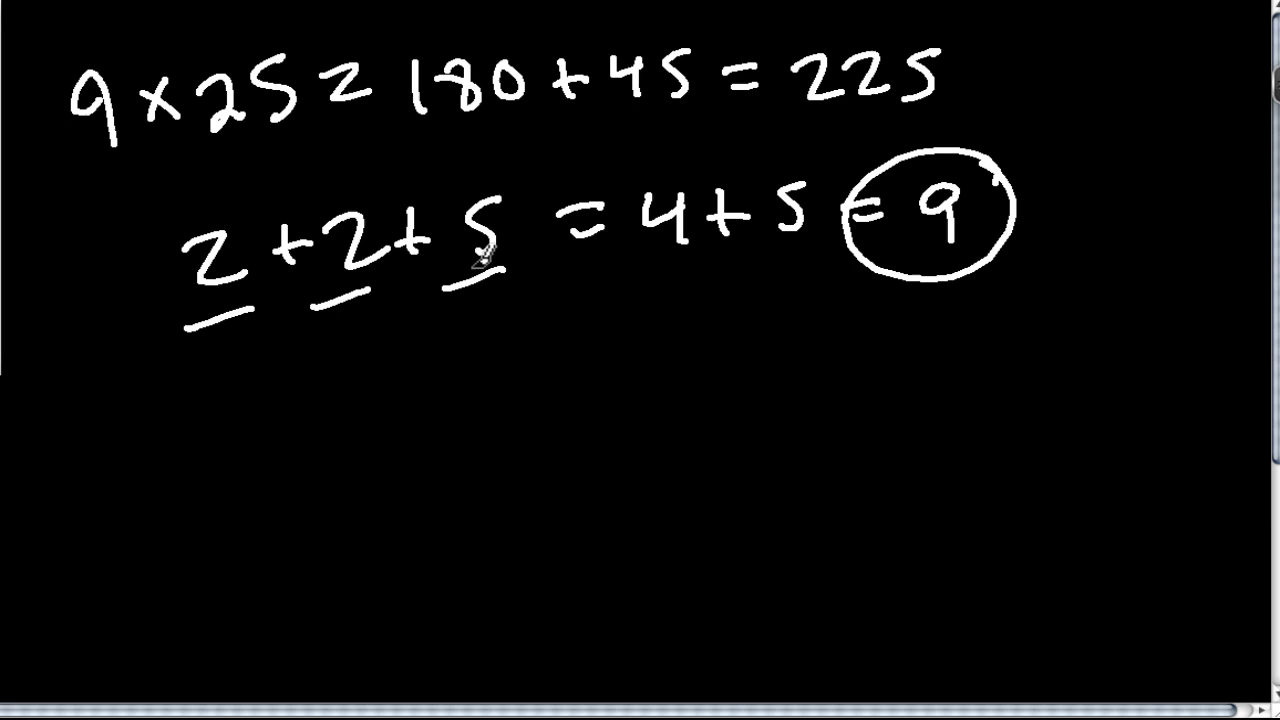 9 × 25 = 180 + 45 = 225
2 + 2 + 5 = 4 + 5 = 9